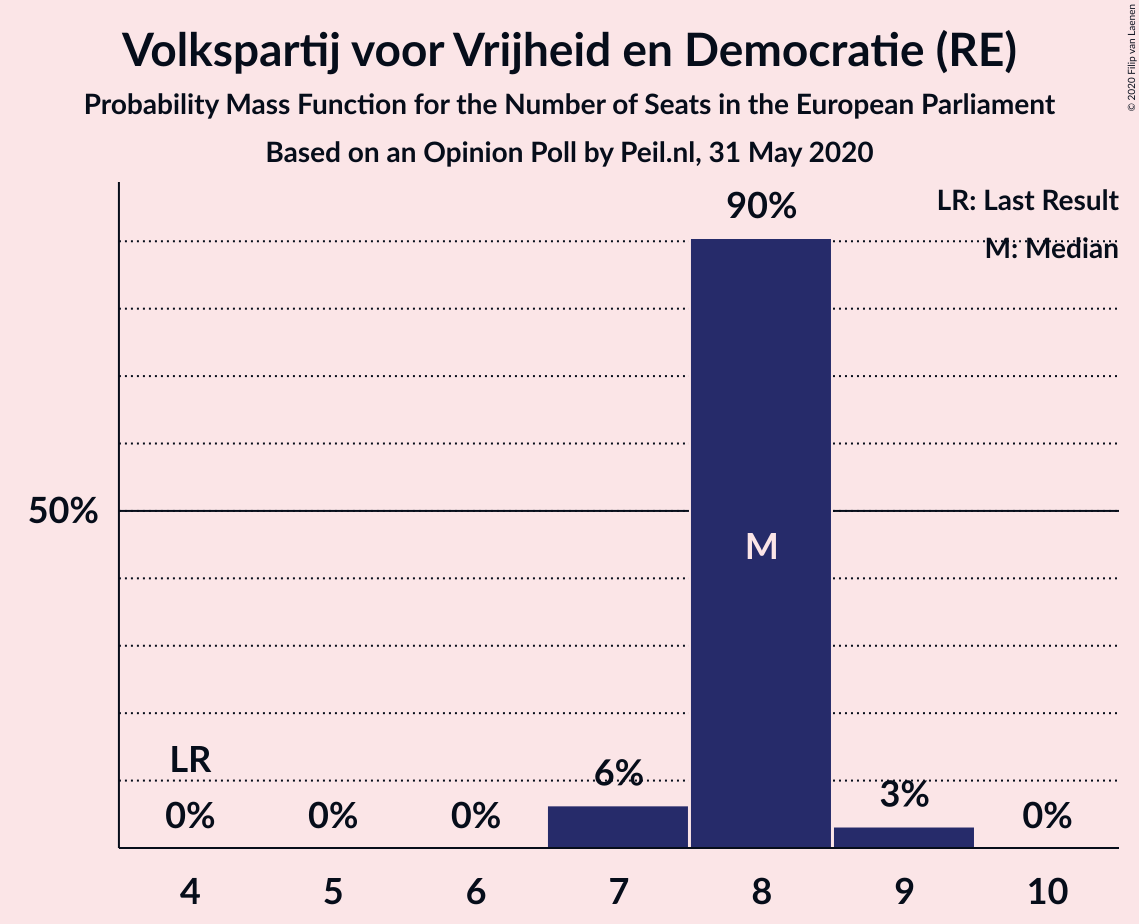 Volkspartij voor Vrijheid en Democratie (RE)
Probability Mass Function for the Number of Seats in the European Parliament
Based on an Opinion Poll by Peil.nl, 31 May 2020
© 2020 Filip van Laenen
LR: Last Result
M: Median
90%
50%
M
LR
0%
0%
0%
6%
3%
0%
4
5
6
7
8
9
10